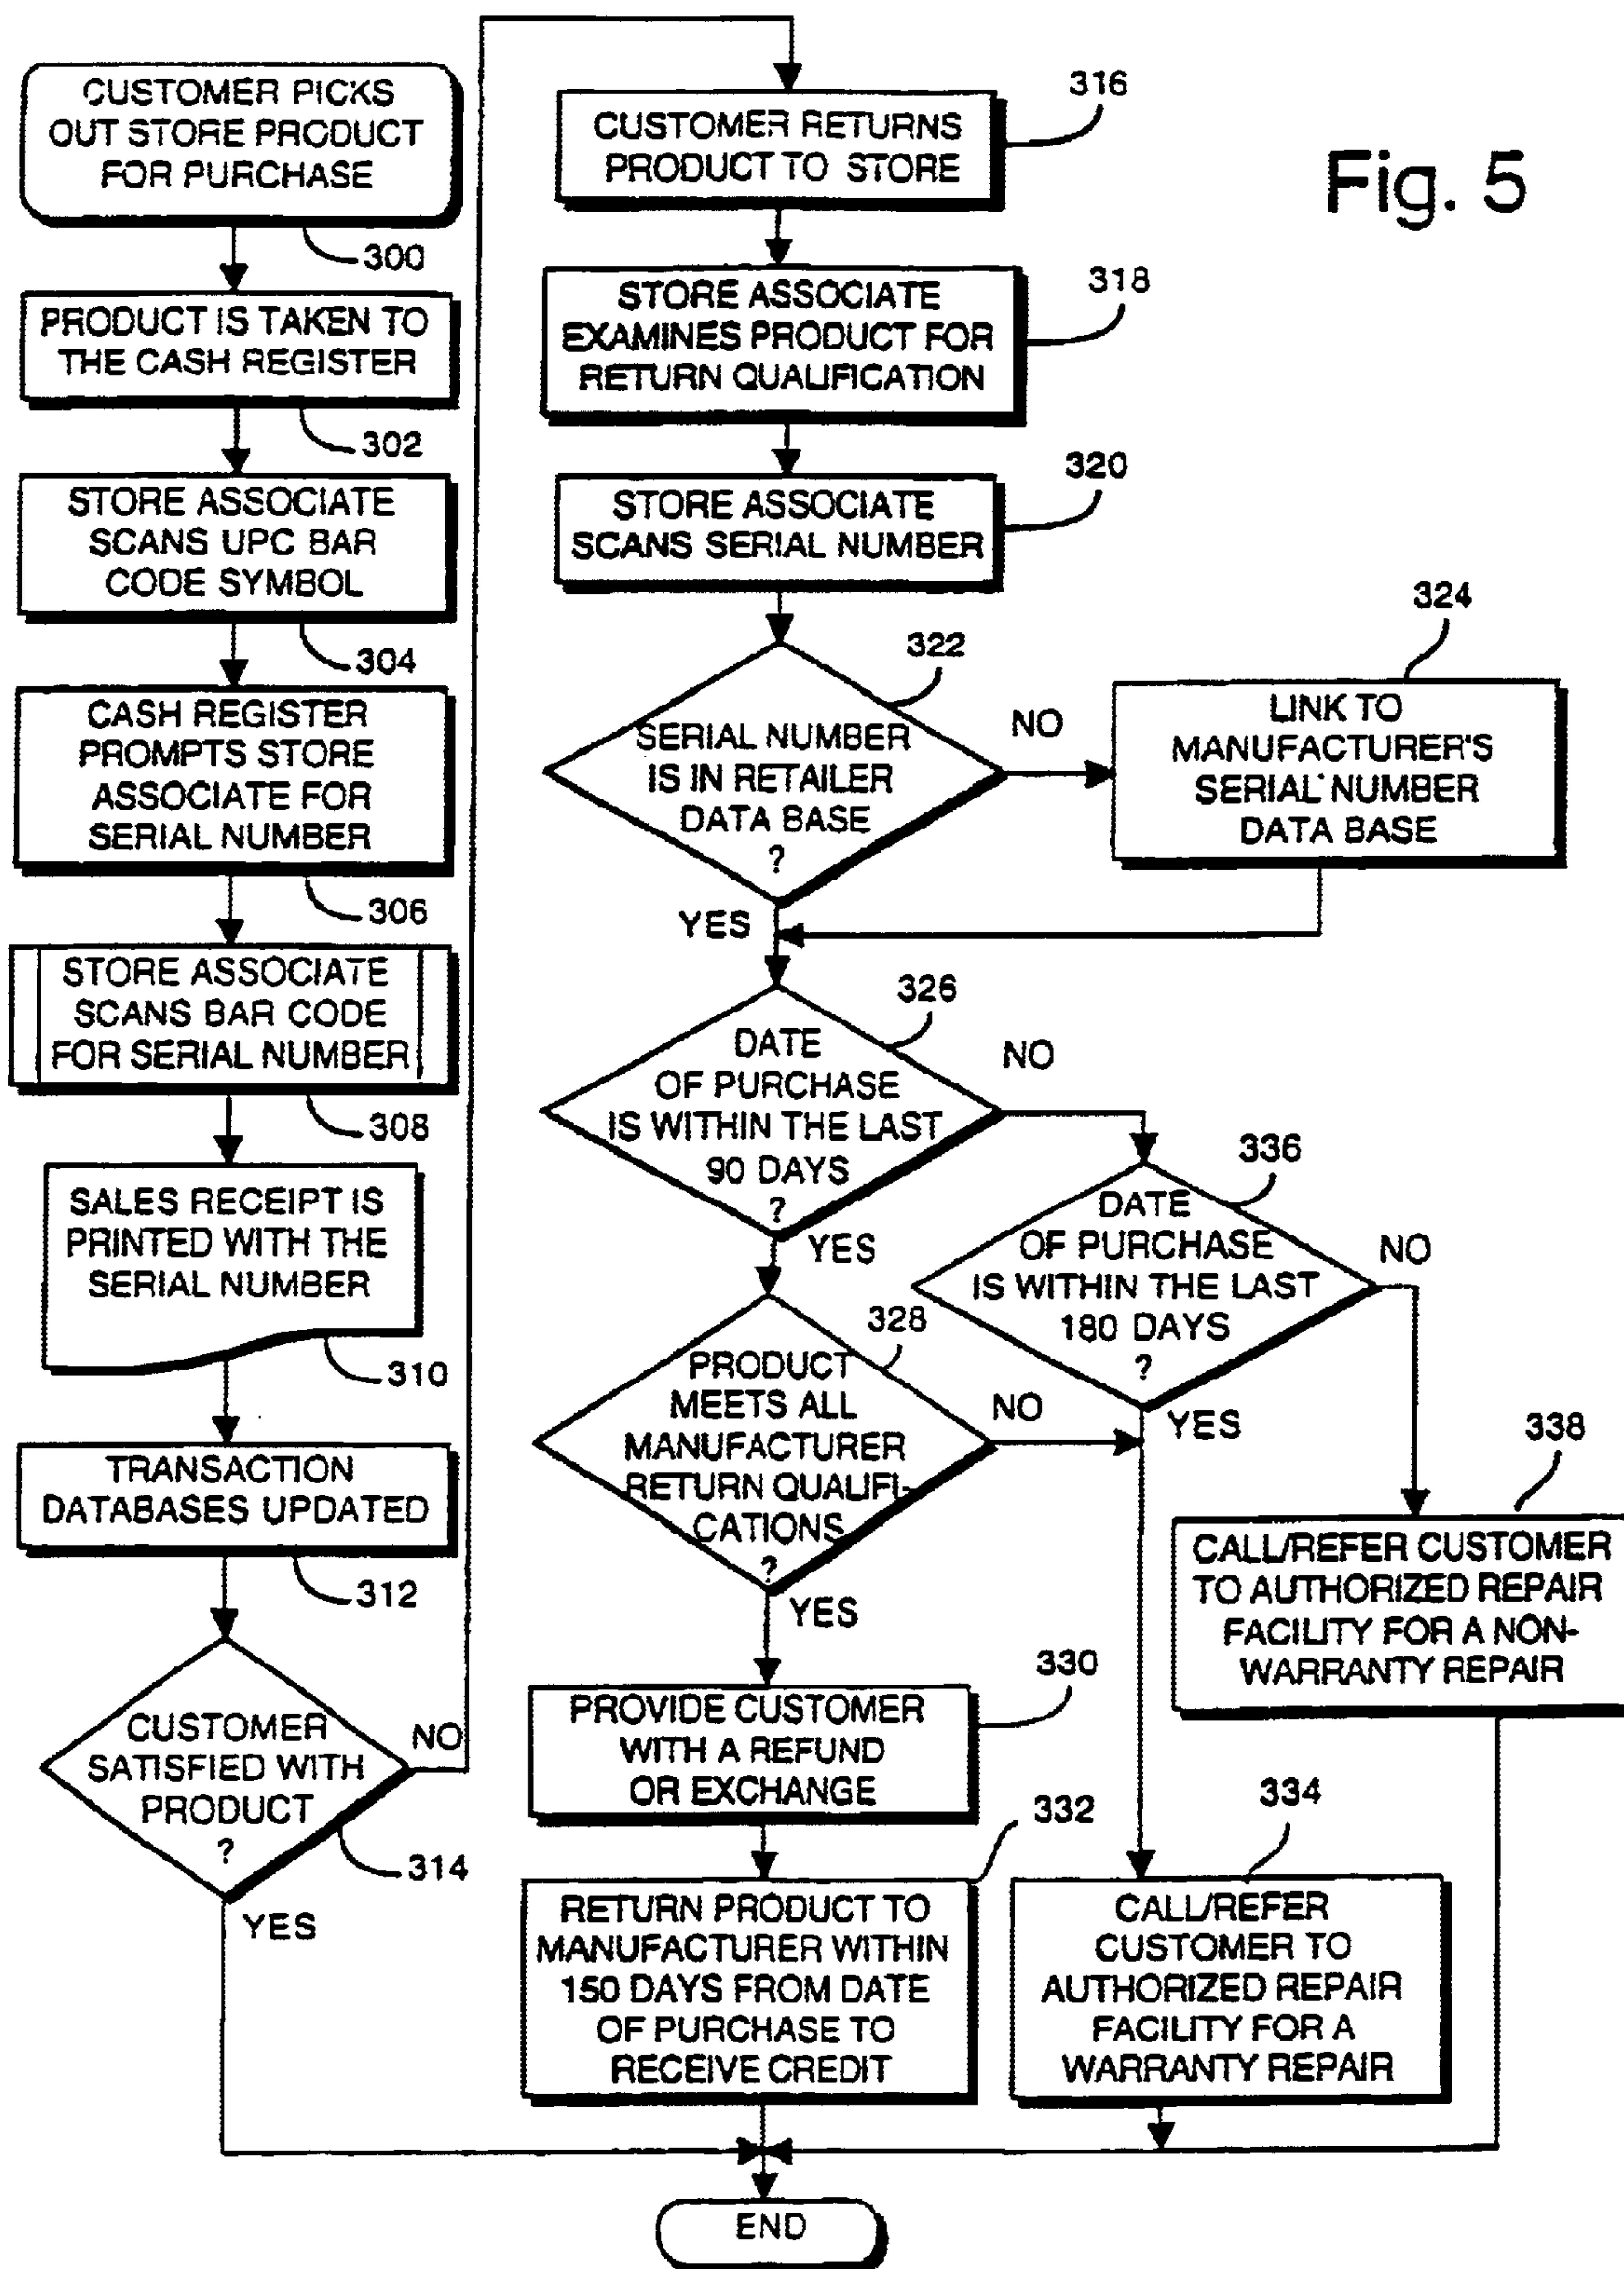 CUSTOMER PICKS
OUT STORE PRODUCT
FOR PURCHASE
300
PRODUCT IS TAKEN TO
THE CASH REGISTER
302
STORE ASSOCIATE
SCANS UPC BAR
CODE SYMBOL
304
CASH REGISTER
PROMPTS STORE
ASSOCIATE FOR
SERIAL NUMBER
306
STORE ASSOCIATE
SCANS BAR CODE
FOR SERIAL NUMBER
308
SALES RECEIPT IS
PRINTED WITH THE
SERIAL NUMBER
310
TRANSACTION
DATABASES UPDATED
312
CUSTOMER
SATISFIED WITH
PRODUCT
?
NO
314
YES
Fig. 5
316
CUSTOMER RETURNS
PRODUCT TO STORE
318
STORE ASSOCIATE
EXAMINES PRODUCT FOR
RETURN QUALIFICATION
320
STORE ASSOCIATE
SCANS SERIAL NUMBER
322
SERIAL NUMBER
IS IN RETAILER
DATA BASE
?
NO
YES
324
LINK TO
MANUFACTURER'S
SERIAL NUMBER
DATA BASE
326
DATE
OF PURCHASE
IS WITHIN THE LAST
90 DAYS
?
NO
YES
336
DATE
OF PURCHASE
IS WITHIN THE LAST
180 DAYS
?
NO
YES
328
PRODUCT
MEETS ALL
MANUFACTURER
RETURN QUALIFI-
CATIONS
?
NO
YES
338
CALL/REFER CUSTOMER
TO AUTHORIZED REPAIR
FACILITY FOR A NON-
WARRANTY REPAIR
330
PROVIDE CUSTOMER
WITH A REFUND
OR EXCHANGE
332
RETURN PRODUCT TO
MANUFACTURER WITHIN
150 DAYS FROM DATE
OF PURCHASE TO
RECEIVE CREDIT
334
CALL/REFER
CUSTOMER TO
AUTHORIZED REPAIR
FACILITY FOR A
WARRANTY REPAIR
END